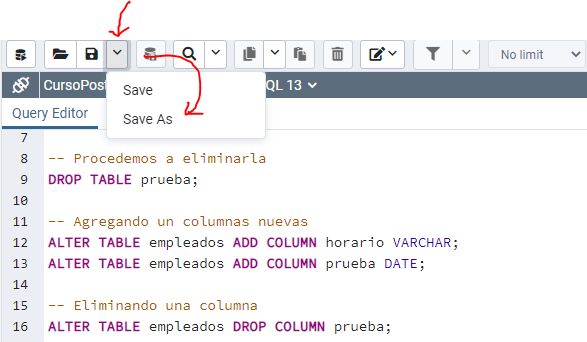 No limit
CursoPos
QL 13
Save
Save As
Query Editor
7
8 -- Procedemos a eliminarla
9 DROP TABLE prueba;
10
11 -- Agregando un columnas nuevas
12 ALTER TABLE empleados ADD COLUMN horario VARCHAR;
13 ALTER TABLE empleados ADD COLUMN prueba DATE;
14
15 -- Eliminando una columna
16 ALTER TABLE empleados DROP COLUMN prueba;